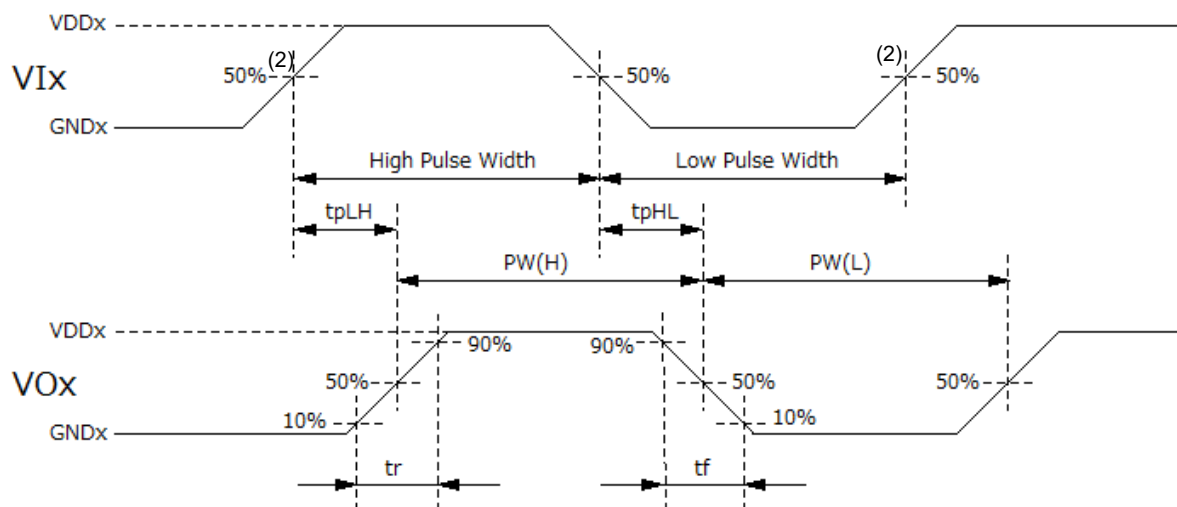 VDDx
(2) (2)
VIx 50% 50% 50%
GNDx
High Pulse Width Low Pulse Width
tpLH tpHL
PW(H) PW(L)
VDDx
90% 90%
VOx 50% 50% 50%
10% 10%
GNDx
tr tf